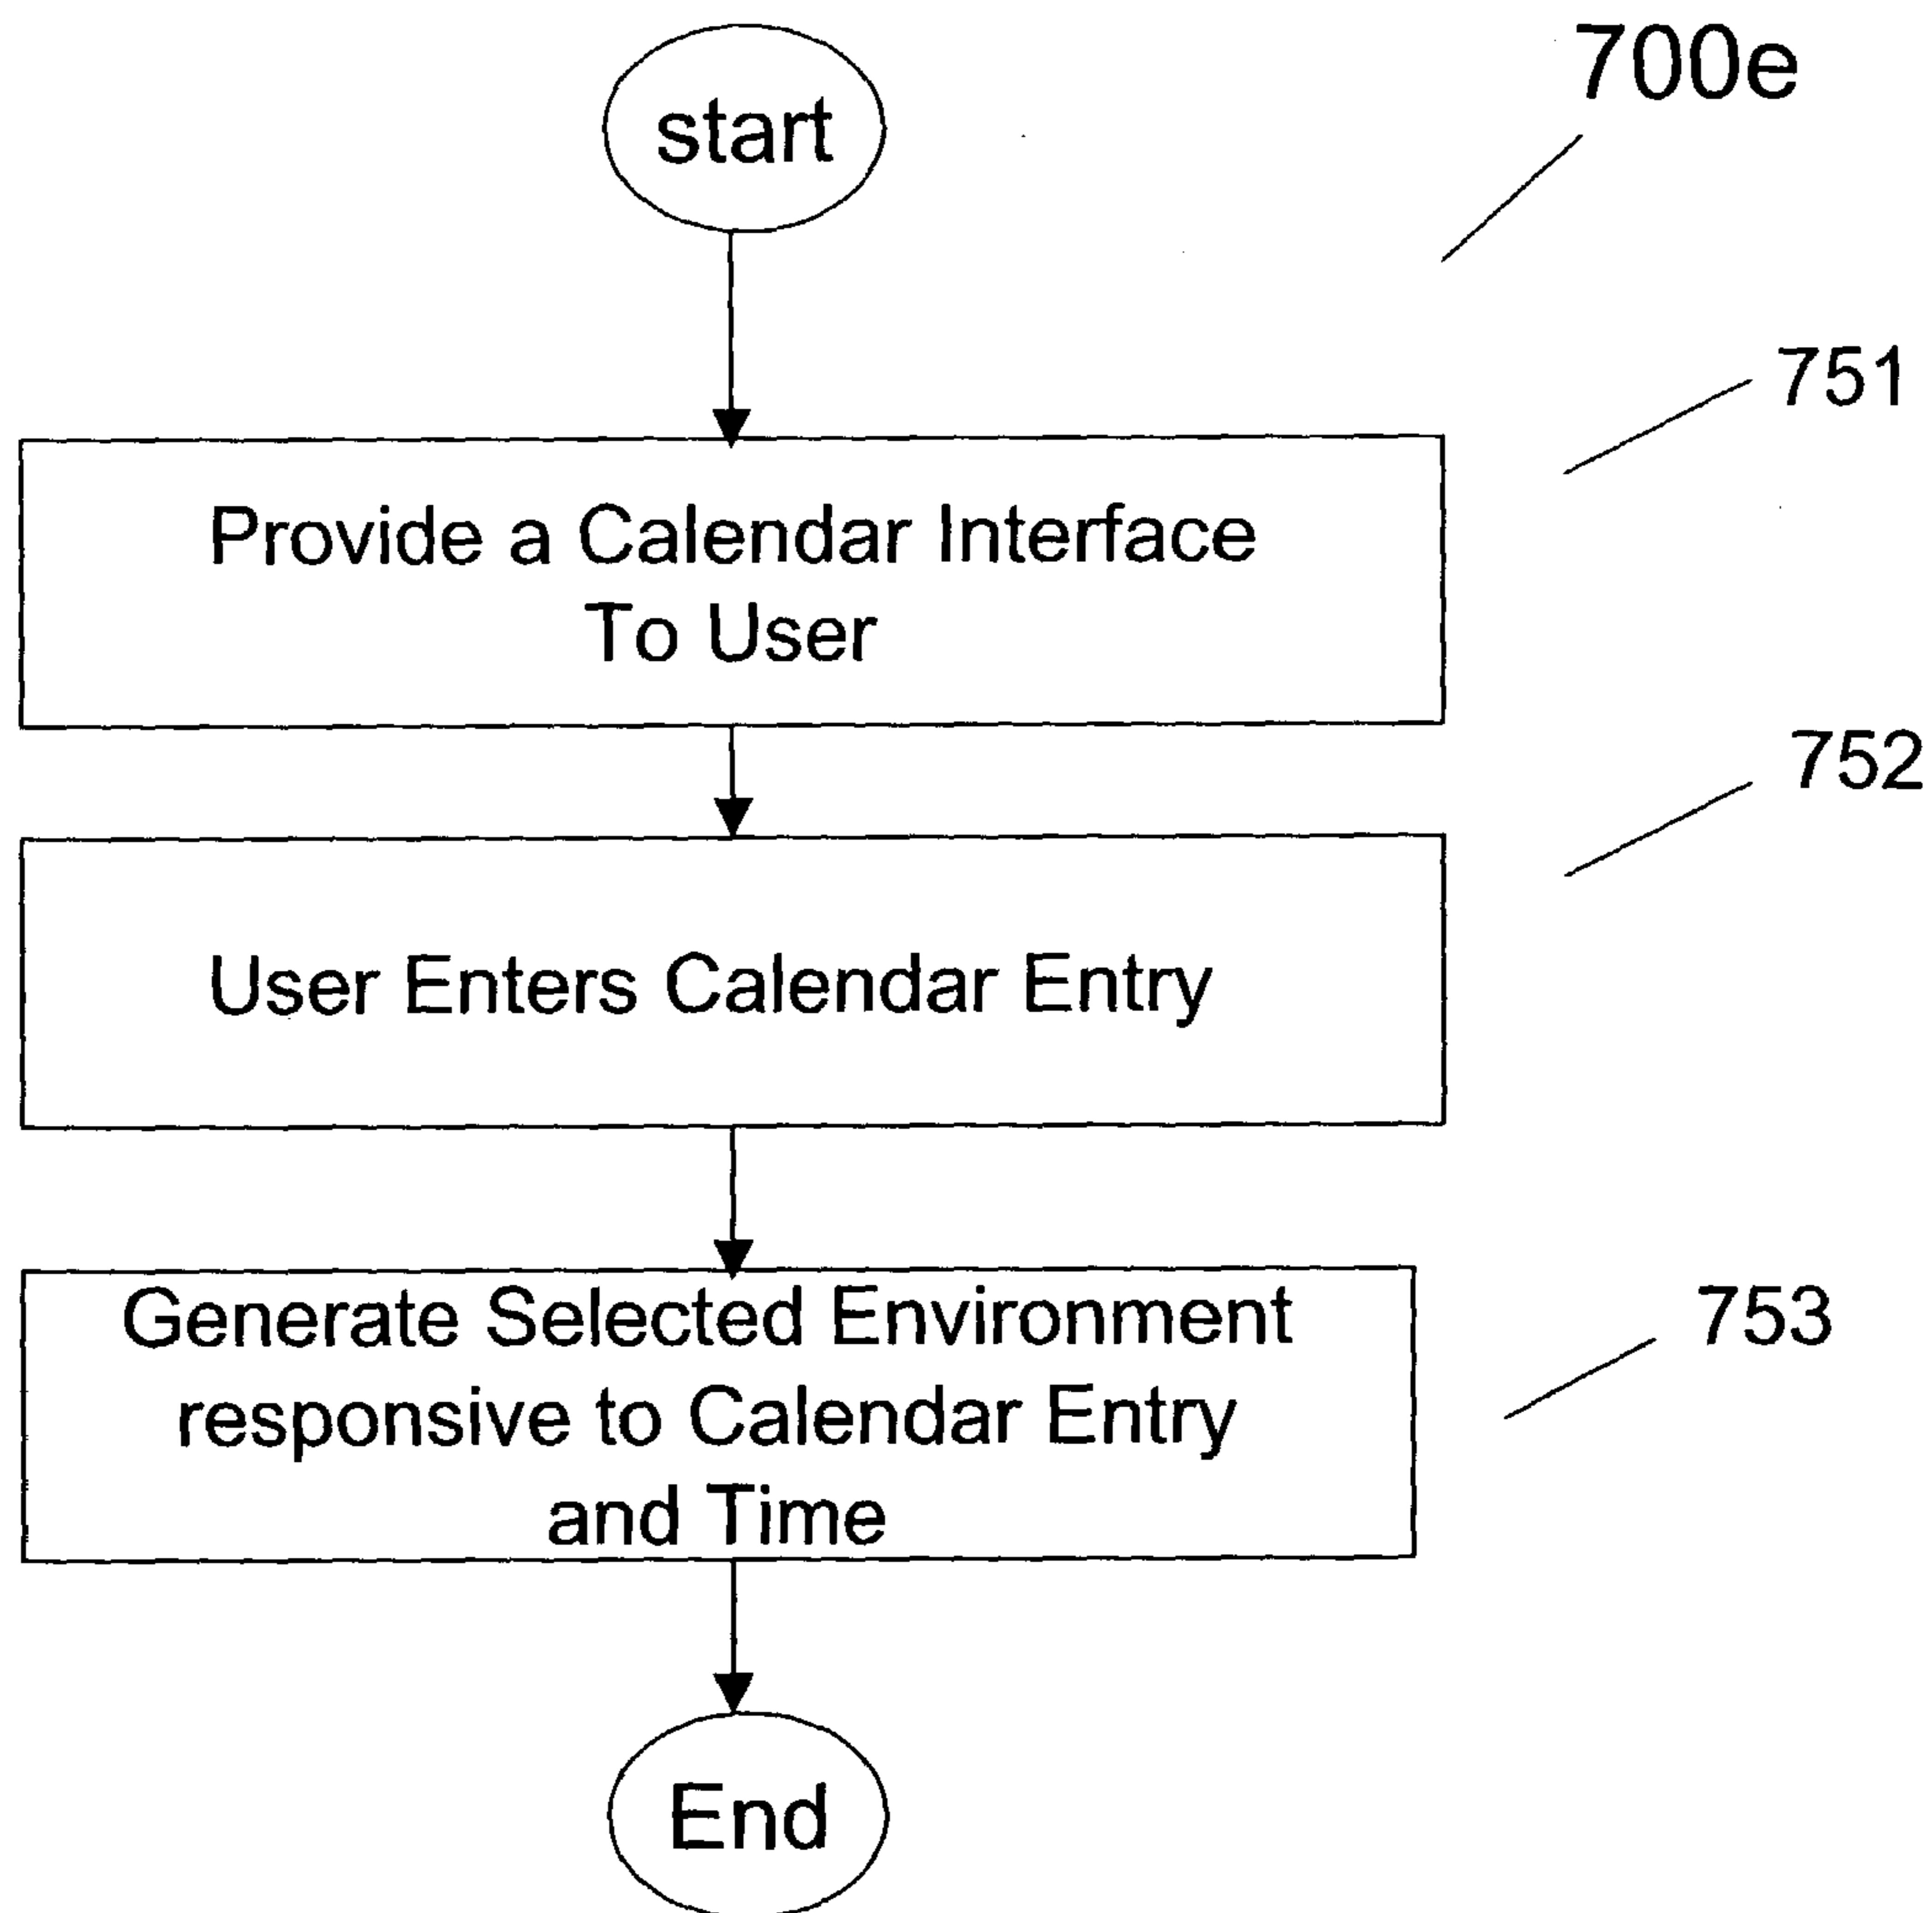 start
700e
751
Provide a Calendar Interface
To User
752
User Enters Calendar Entry
753
Generate Selected Environment
responsive to Calendar Entry
and Time
End